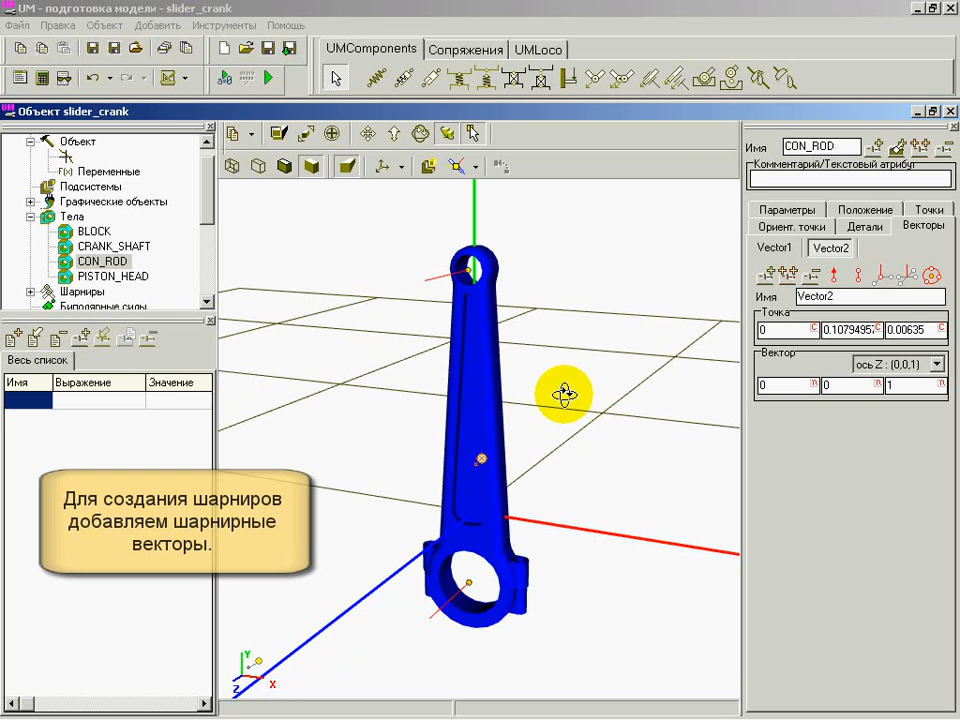 UM - подготовка модели - slider_crank
Файл Правка Объект Добавить Инструменты Помощь
UMComponents Сопряжения UMLoco
Объект slider_crank
Объект
F(x) Переменные
Подсистемы
Графические объекты
Тела
BLOCK
CRANK_SHAFT
CON_ROD
PISTON_HEAD
Шарниры
Биполярные силы
Весь список
Имя Выражение Значение
Для создания шарниров
добавляем шарнирные
векторы.
Y
Z
X
Имя CON_ROD
Комментарий/Текстовый атрибут
Параметры Положение Точки
Ориент. точки Детали Векторы
Vector1 Vector2
Имя Vector2
Точка
0 C 0.1079495 C 0.00635 C
Вектор
ось Z : (0,0,1)
0 n 0 n 1 n